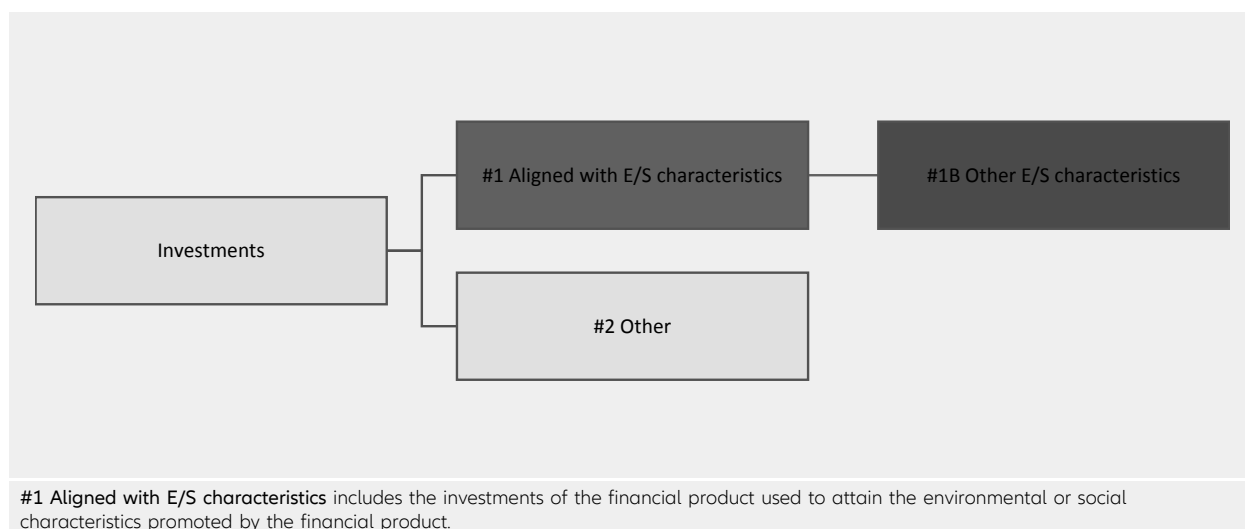 #1 Aligned with E/S characteristics
#1B Other E/S characteristics
Investments
#2 Other
#1 Aligned with E/S characteristics includes the investments of the financial product used to attain the environmental or social
characteristics promoted by the financial product.